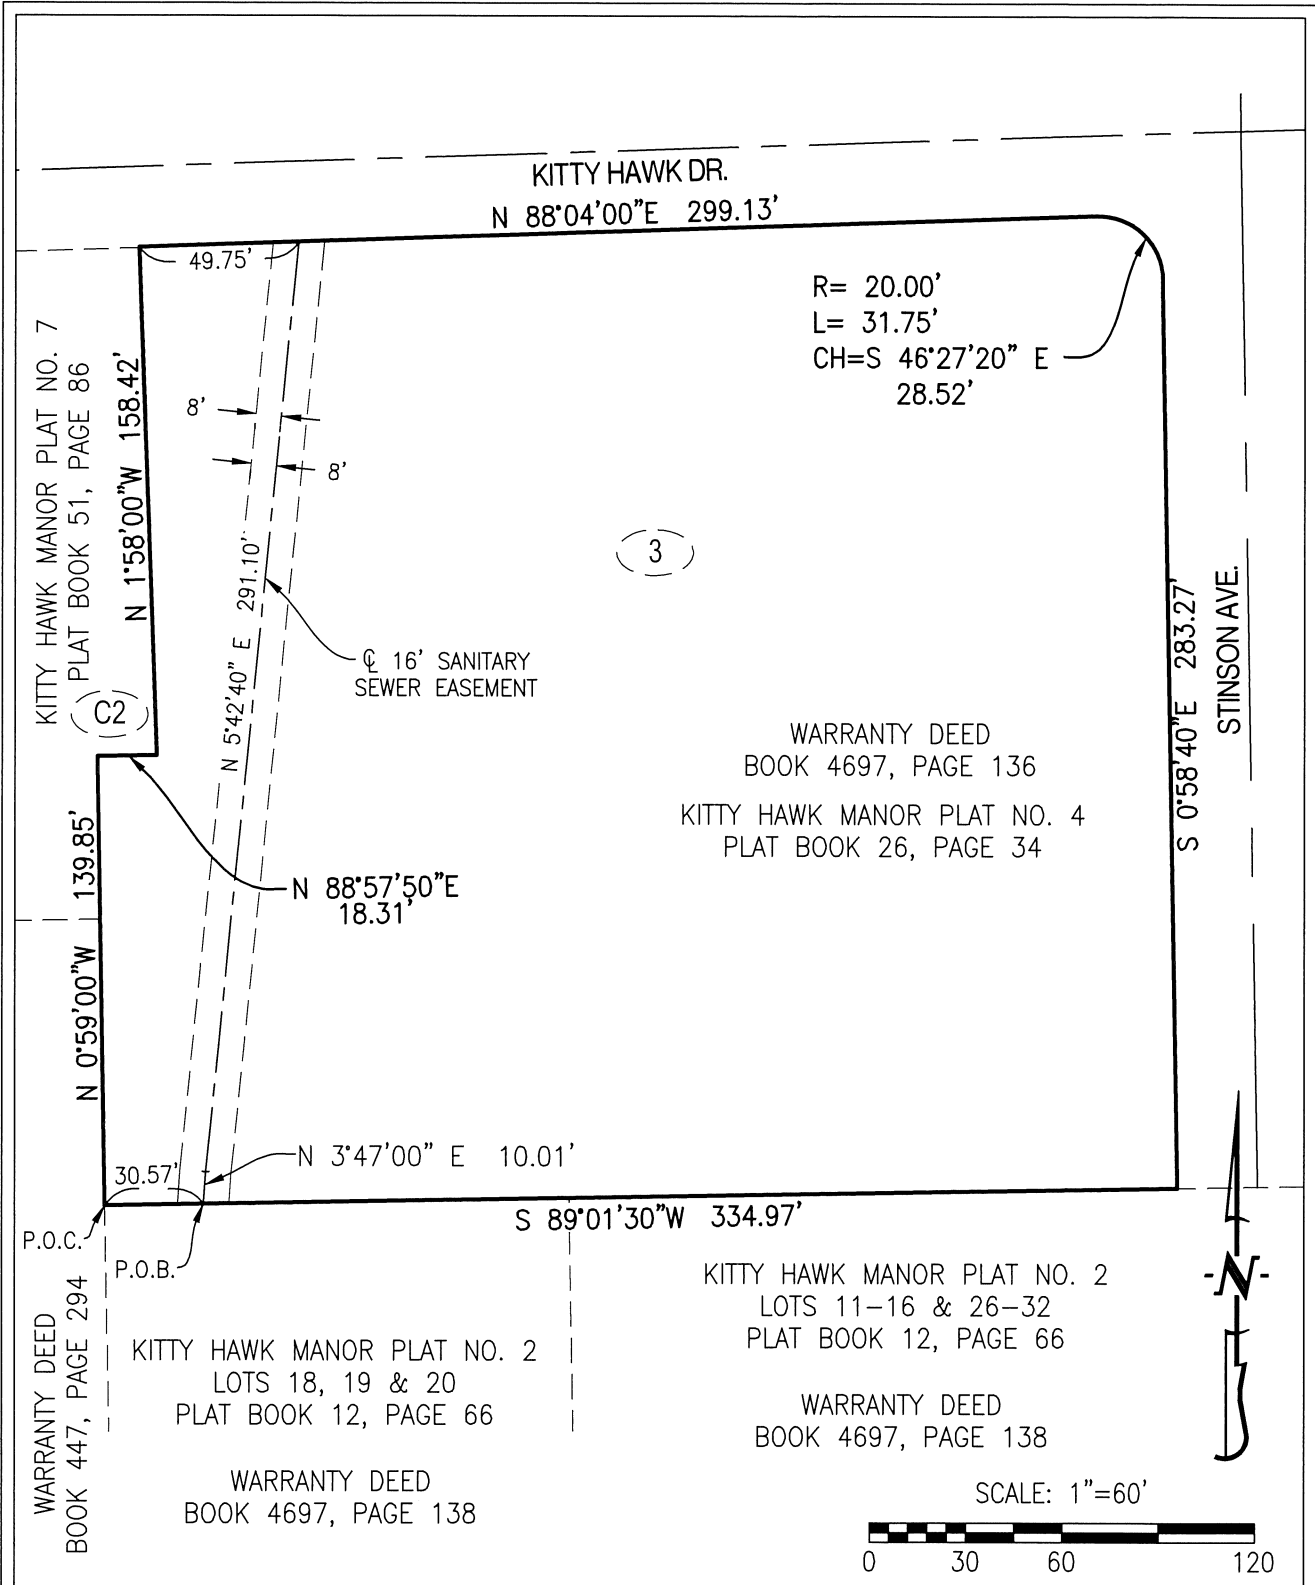 KITTY HAWK DR.
N 88°04'00"E 299.13'
49.75'
R= 20.00'
L= 31.75'
CH=S 46°27'20" E
28.52'
KITTY HAWK MANOR PLAT NO. 7
PLAT BOOK 51, PAGE 86
N 1°58'00"W 158.42'
8'
8'
3
N 5°42'40" E 291.10'
℄ 16' SANITARY
SEWER EASEMENT
C2
STINSON AVE.
S 0°58'40"E 283.27'
WARRANTY DEED
BOOK 4697, PAGE 136
KITTY HAWK MANOR PLAT NO. 4
PLAT BOOK 26, PAGE 34
N 0°59'00"W 139.85'
N 88°57'50"E
18.31'
N 3°47'00" E 10.01'
30.57'
S 89°01'30"W 334.97'
P.O.C.
P.O.B.
WARRANTY DEED
BOOK 447, PAGE 294
KITTY HAWK MANOR PLAT NO. 2
LOTS 18, 19 & 20
PLAT BOOK 12, PAGE 66
WARRANTY DEED
BOOK 4697, PAGE 138
KITTY HAWK MANOR PLAT NO. 2
LOTS 11-16 & 26-32
PLAT BOOK 12, PAGE 66
WARRANTY DEED
BOOK 4697, PAGE 138
N
SCALE: 1"=60'
0 30 60 120